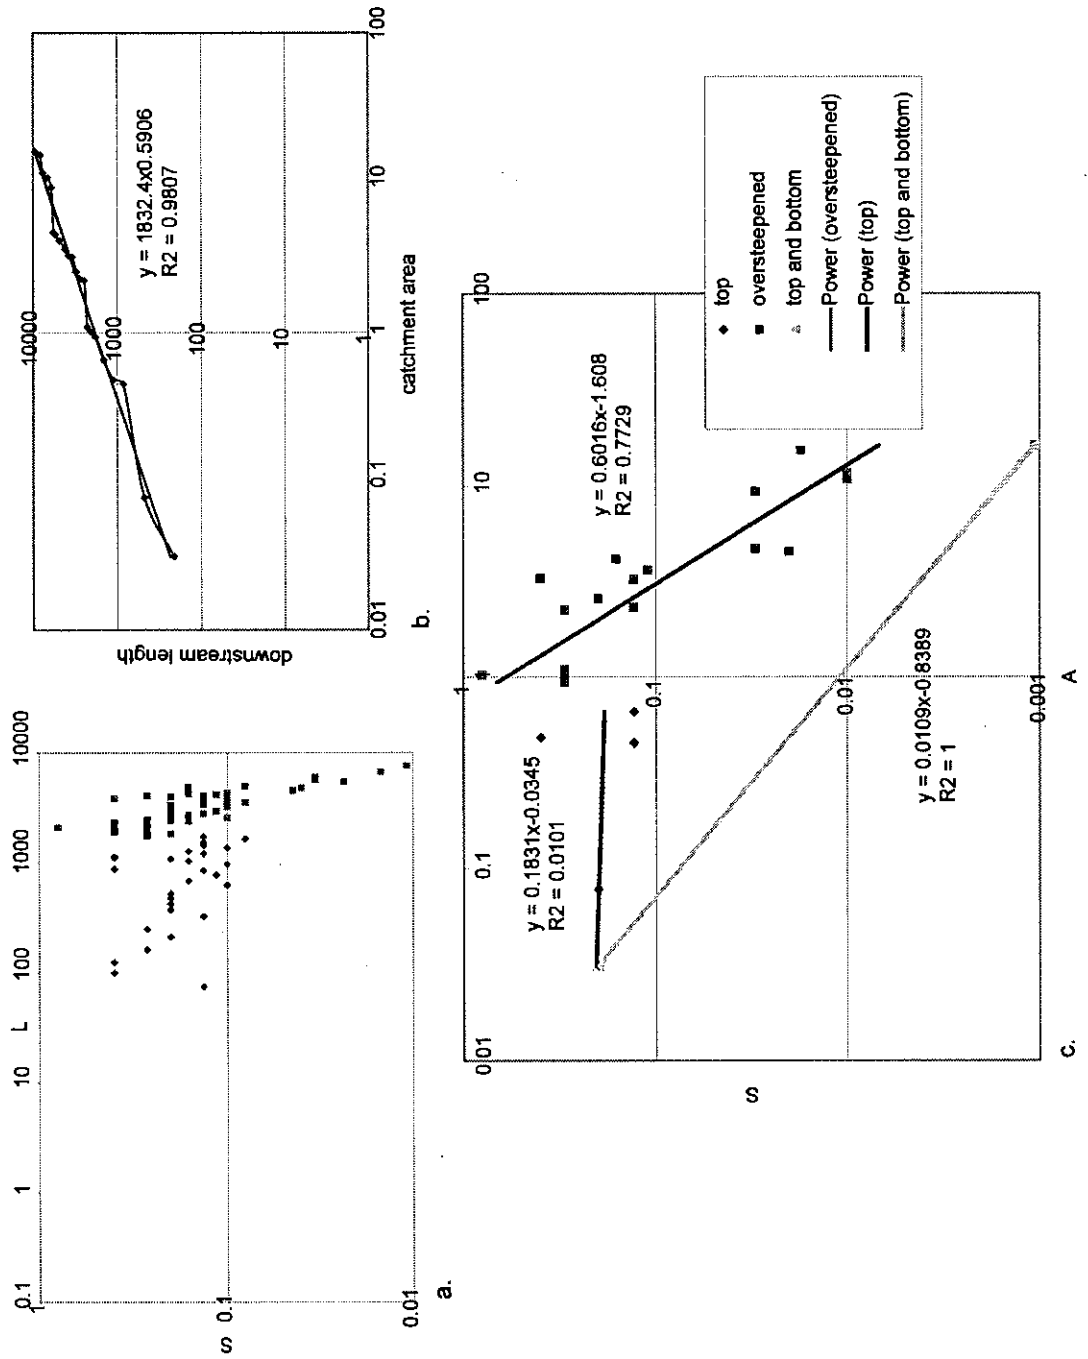 0.1
1
10
L
100
1000
10000
1
0.1
0.01
S
a.
10000
1000
100
10
1
0.01
0.1
1
10
100
downstream length
catchment area
y = 1832.4x0.5906
R2 = 0.9807
b.
001
0.1
1
10
100
0.1
0.01
0.001
S
A
y = 0.1831x-0.0345
R2 = 0.0101
y = 0.6016x-1.608
R2 = 0.7729
y = 0.0109x-0.8389
R2 = 1
top
oversteepened
top and bottom
Power (oversteepened)
Power (top)
Power (top and bottom)
c.